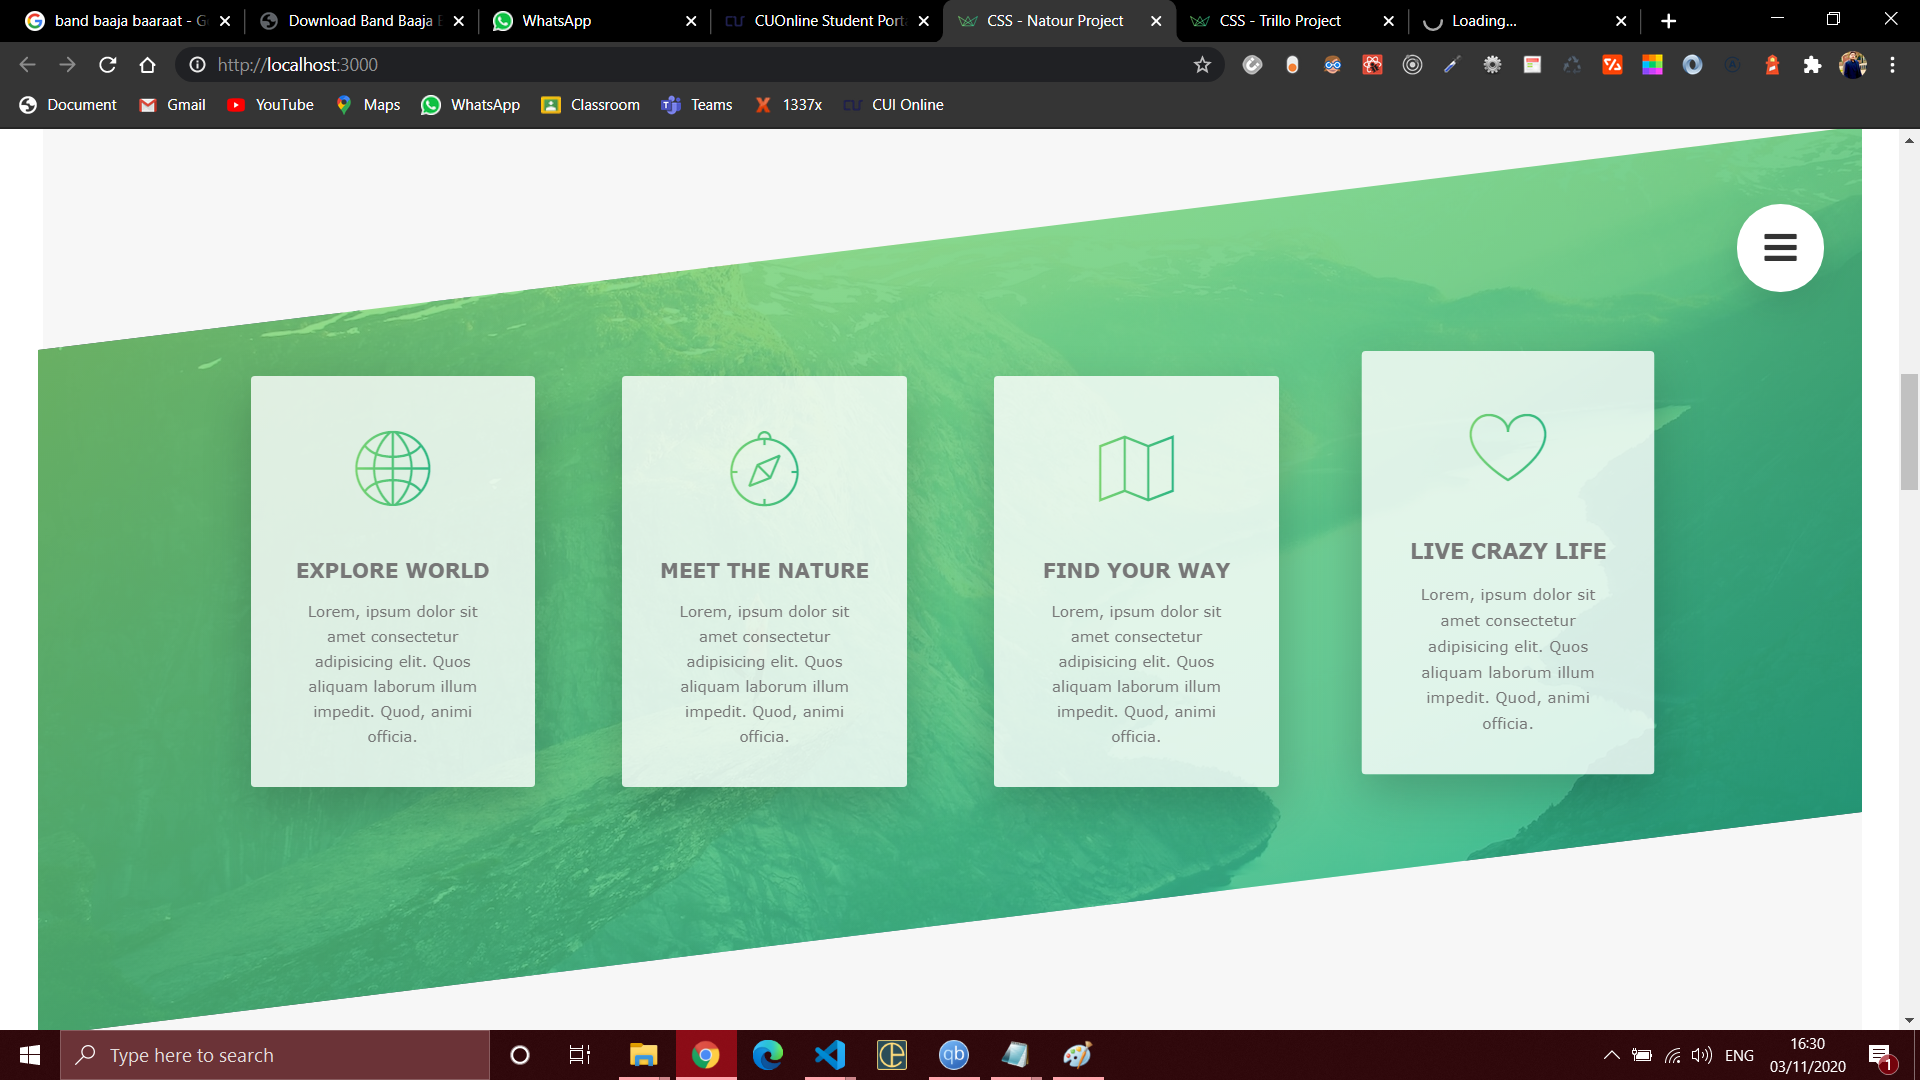 band baaja baaraat - G
Download Band Baaja
WhatsApp
CUOnline Student Port
CSS - Natour Project
CSS - Trillo Project
Loading...
http://localhost:3000
Document
Gmail
YouTube
Maps
WhatsApp
Classroom
Teams
1337x
CUI Online
EXPLORE WORLD
Lorem, ipsum dolor sit
amet consectetur
adipisicing elit. Quos
aliquam laborum illum
impedit. Quod, animi
officia.
MEET THE NATURE
Lorem, ipsum dolor sit
amet consectetur
adipisicing elit. Quos
aliquam laborum illum
impedit. Quod, animi
officia.
FIND YOUR WAY
Lorem, ipsum dolor sit
amet consectetur
adipisicing elit. Quos
aliquam laborum illum
impedit. Quod, animi
officia.
LIVE CRAZY LIFE
Lorem, ipsum dolor sit
amet consectetur
adipisicing elit. Quos
aliquam laborum illum
impedit. Quod, animi
officia.
Type here to search
qb
ENG
16:30
03/11/2020
1